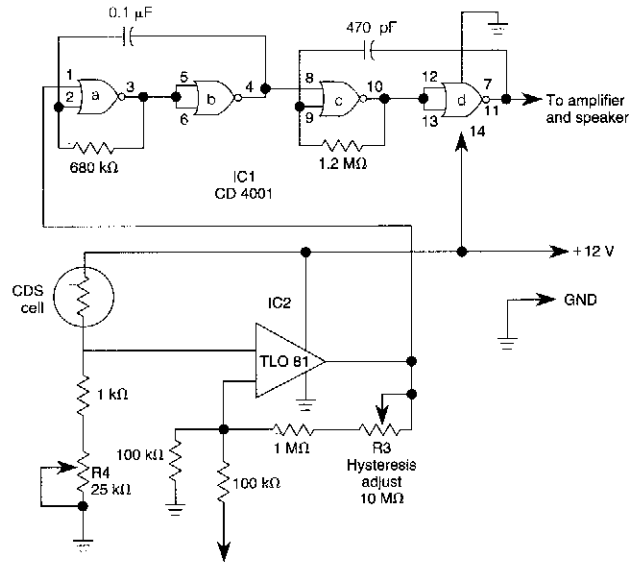 0.1 µF
470 pF
1
2
a
3
5
6
b
4
8
9
c
10
12
13
d
7
11
14
To amplifier
and speaker
680 kΩ
1.2 MΩ
IC1
CD 4001
+12 V
CDS
cell
IC2
GND
TLO 81
1 kΩ
R4
25 kΩ
100 kΩ
100 kΩ
1 MΩ
R3
Hysteresis
adjust
10 MΩ